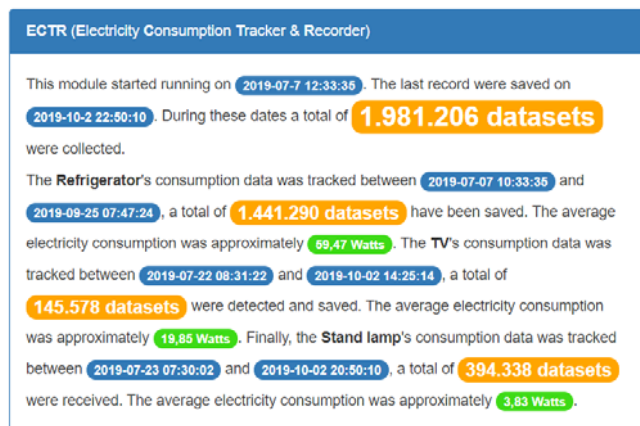 ECTR (Electricity Consumption Tracker & Recorder)
This module started running on 2019-07-7 12:33:35. The last record were saved on
2019-10-2 22:50:10. During these dates a total of 1.981.206 datasets
were collected.
The Refrigerator's consumption data was tracked between 2019-07-07 10:33:35 and
2019-09-25 07:47:24, a total of 1.441.290 datasets have been saved. The average
electricity consumption was approximately 59,47 Watts. The TV's consumption data was
tracked between 2019-07-22 08:31:22 and 2019-10-02 14:25:14, a total of
145.578 datasets were detected and saved. The average electricity consumption
was approximately 19,85 Watts. Finally, the Stand lamp's consumption data was tracked
between 2019-07-23 07:30:02 and 2019-10-02 20:50:10, a total of 394.338 datasets
were received. The average electricity consumption was approximately 3,83 Watts.